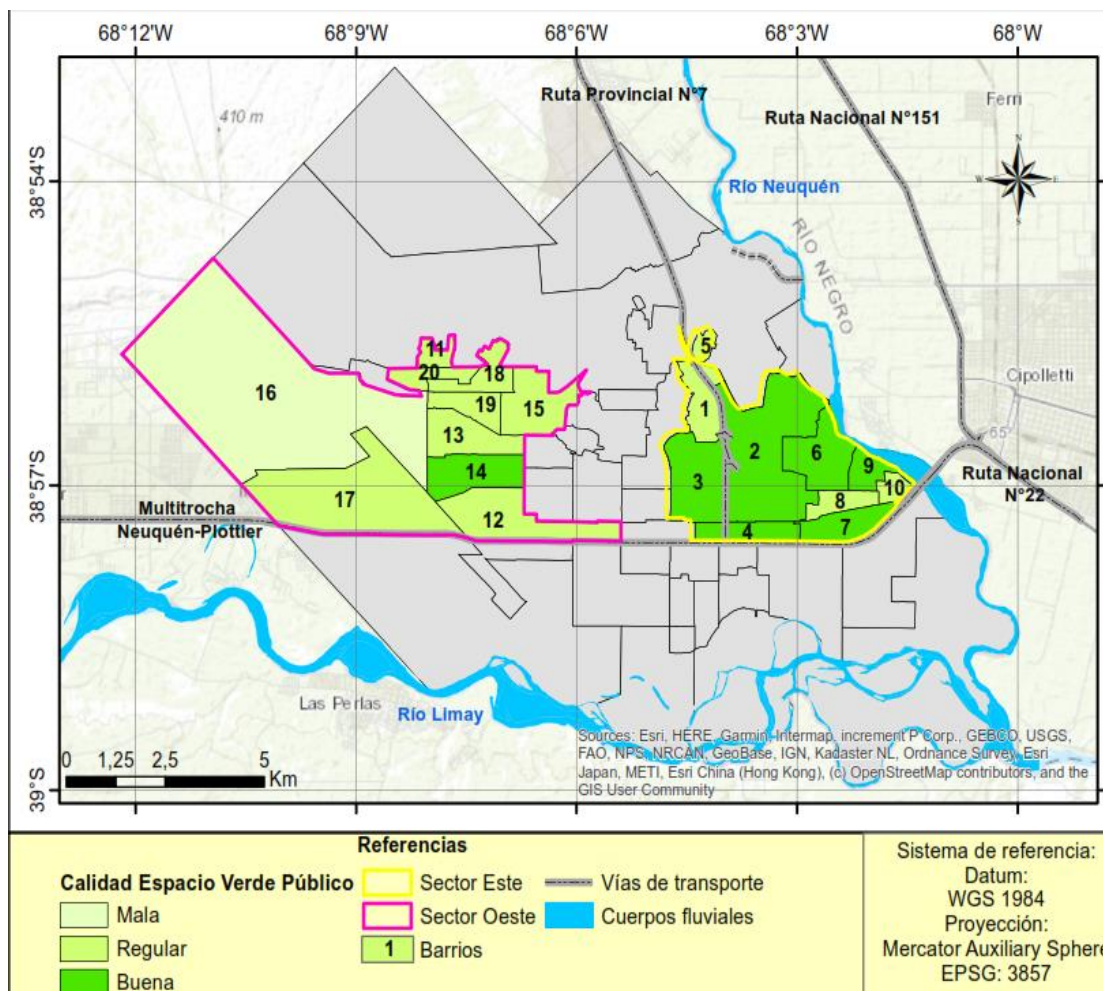 68°12'W 68°9'W 68°6'W 68°3'W 68°W
38°54'S
38°57'S
39°S
410 m
Ruta Provincial N°7
Ruta Nacional N°151
Ferri
N
W E
S
Río Neuquén
RÍO NEGRO
Cipolletti
65
Ruta Nacional
N°22
11
20
18
16
19
15
13
14
17
12
5
1
2
3
6
9
10
8
7
4
Multitrocha
Neuquén-Plottier
Las Perlas
Río Limay
0 1,25 2,5 5
Km
Sources: Esri, HERE, Garmin, Intermap, increment P Corp., GEBCO, USGS,
FAO, NPS, NRCAN, GeoBase, IGN, Kadaster NL, Ordnance Survey, Esri
Japan, METI, Esri China (Hong Kong), (c) OpenStreetMap contributors, and the
GIS User Community
Referencias
Calidad Espacio Verde Público
Mala
Regular
Buena
Sector Este
Sector Oeste
1 Barrios
Vías de transporte
Cuerpos fluviales
Sistema de referencia:
Datum:
WGS 1984
Proyección:
Mercator Auxiliary Sphere
EPSG: 3857